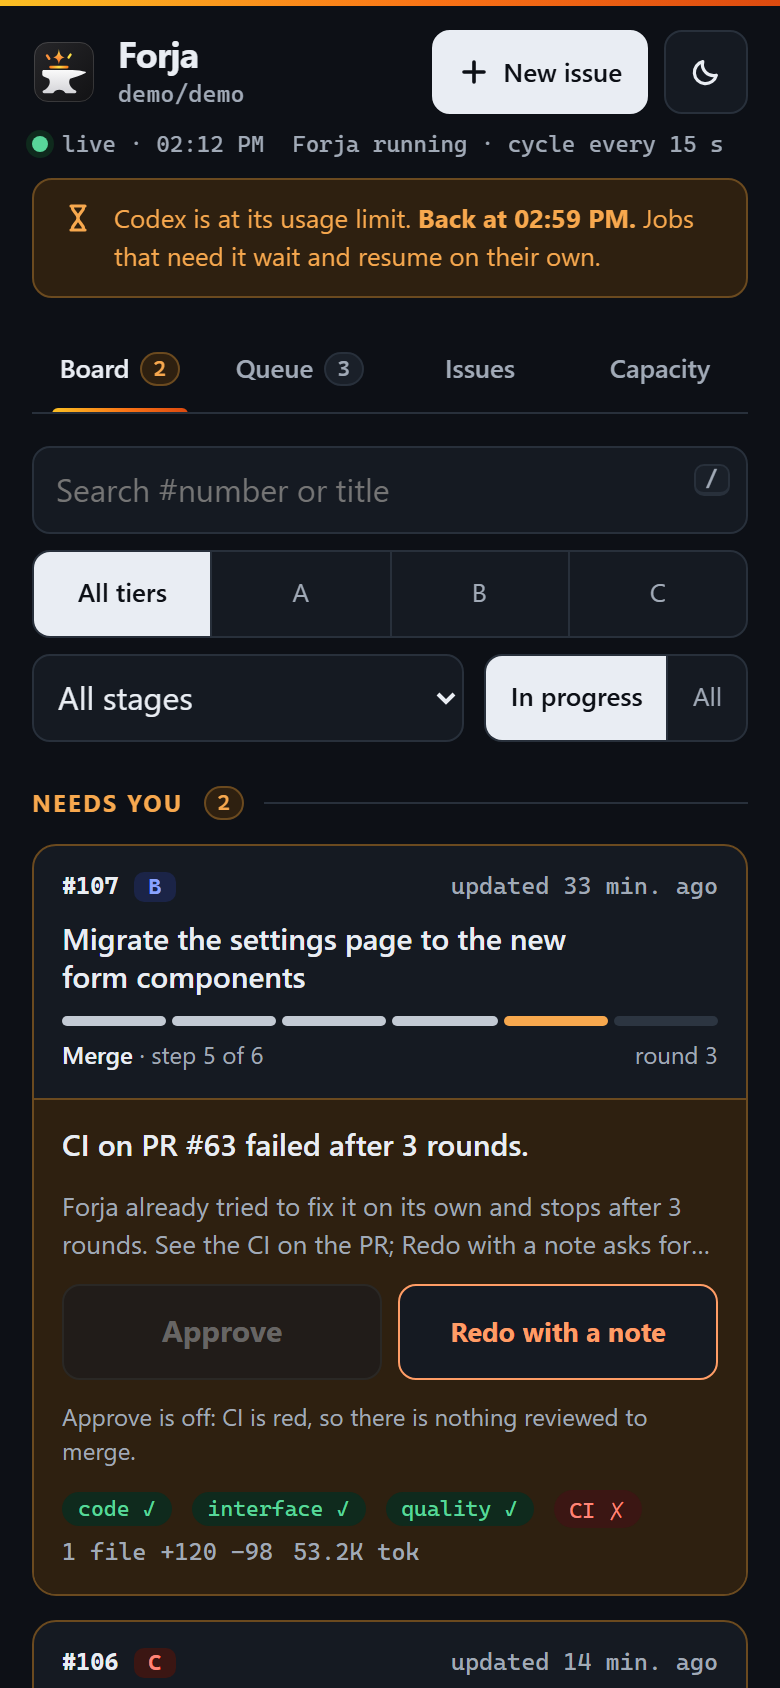 Forja
demo/demo
New issue
live · 02:12 PM Forja running · cycle every 15 s
Codex is at its usage limit. Back at 02:59 PM. Jobs
that need it wait and resume on their own.
Board 2 Queue 3 Issues Capacity
Search #number or title /
All tiers A B C
All stages In progress All
NEEDS YOU 2
#107 B updated 33 min. ago
Migrate the settings page to the new
form components
Merge · step 5 of 6 round 3
CI on PR #63 failed after 3 rounds.
Forja already tried to fix it on its own and stops after 3
rounds. See the CI on the PR; Redo with a note asks for…
Approve Redo with a note
Approve is off: CI is red, so there is nothing reviewed to
merge.
code ✓ interface ✓ quality ✓ CI ✗
1 file +120 −98 53.2K tok
#106 C updated 14 min. ago